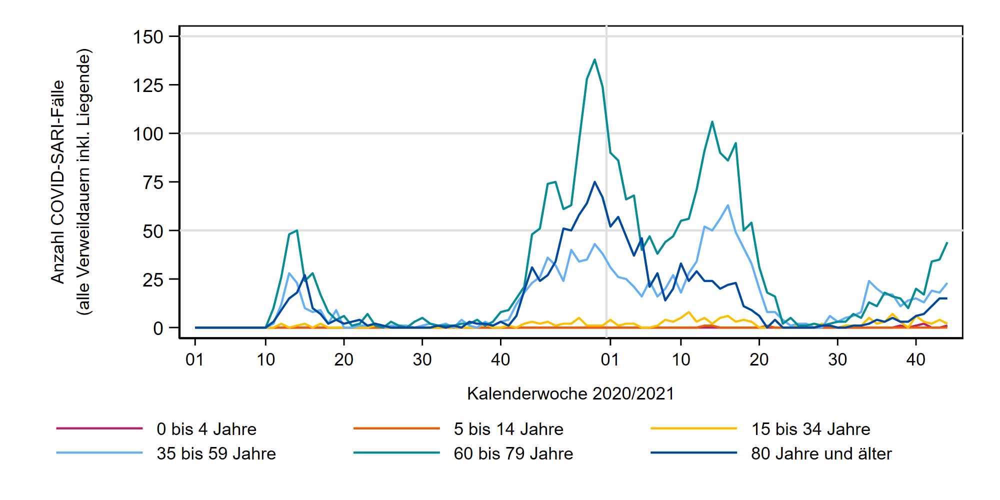 Anzahl COVID-SARI-Fälle
(alle Verweildauern inkl. Liegende)
150
125
100
75
50
25
0
01 10 20 30 40 01 10 20 30 40
Kalenderwoche 2020/2021
0 bis 4 Jahre 5 bis 14 Jahre 15 bis 34 Jahre
35 bis 59 Jahre 60 bis 79 Jahre 80 Jahre und älter